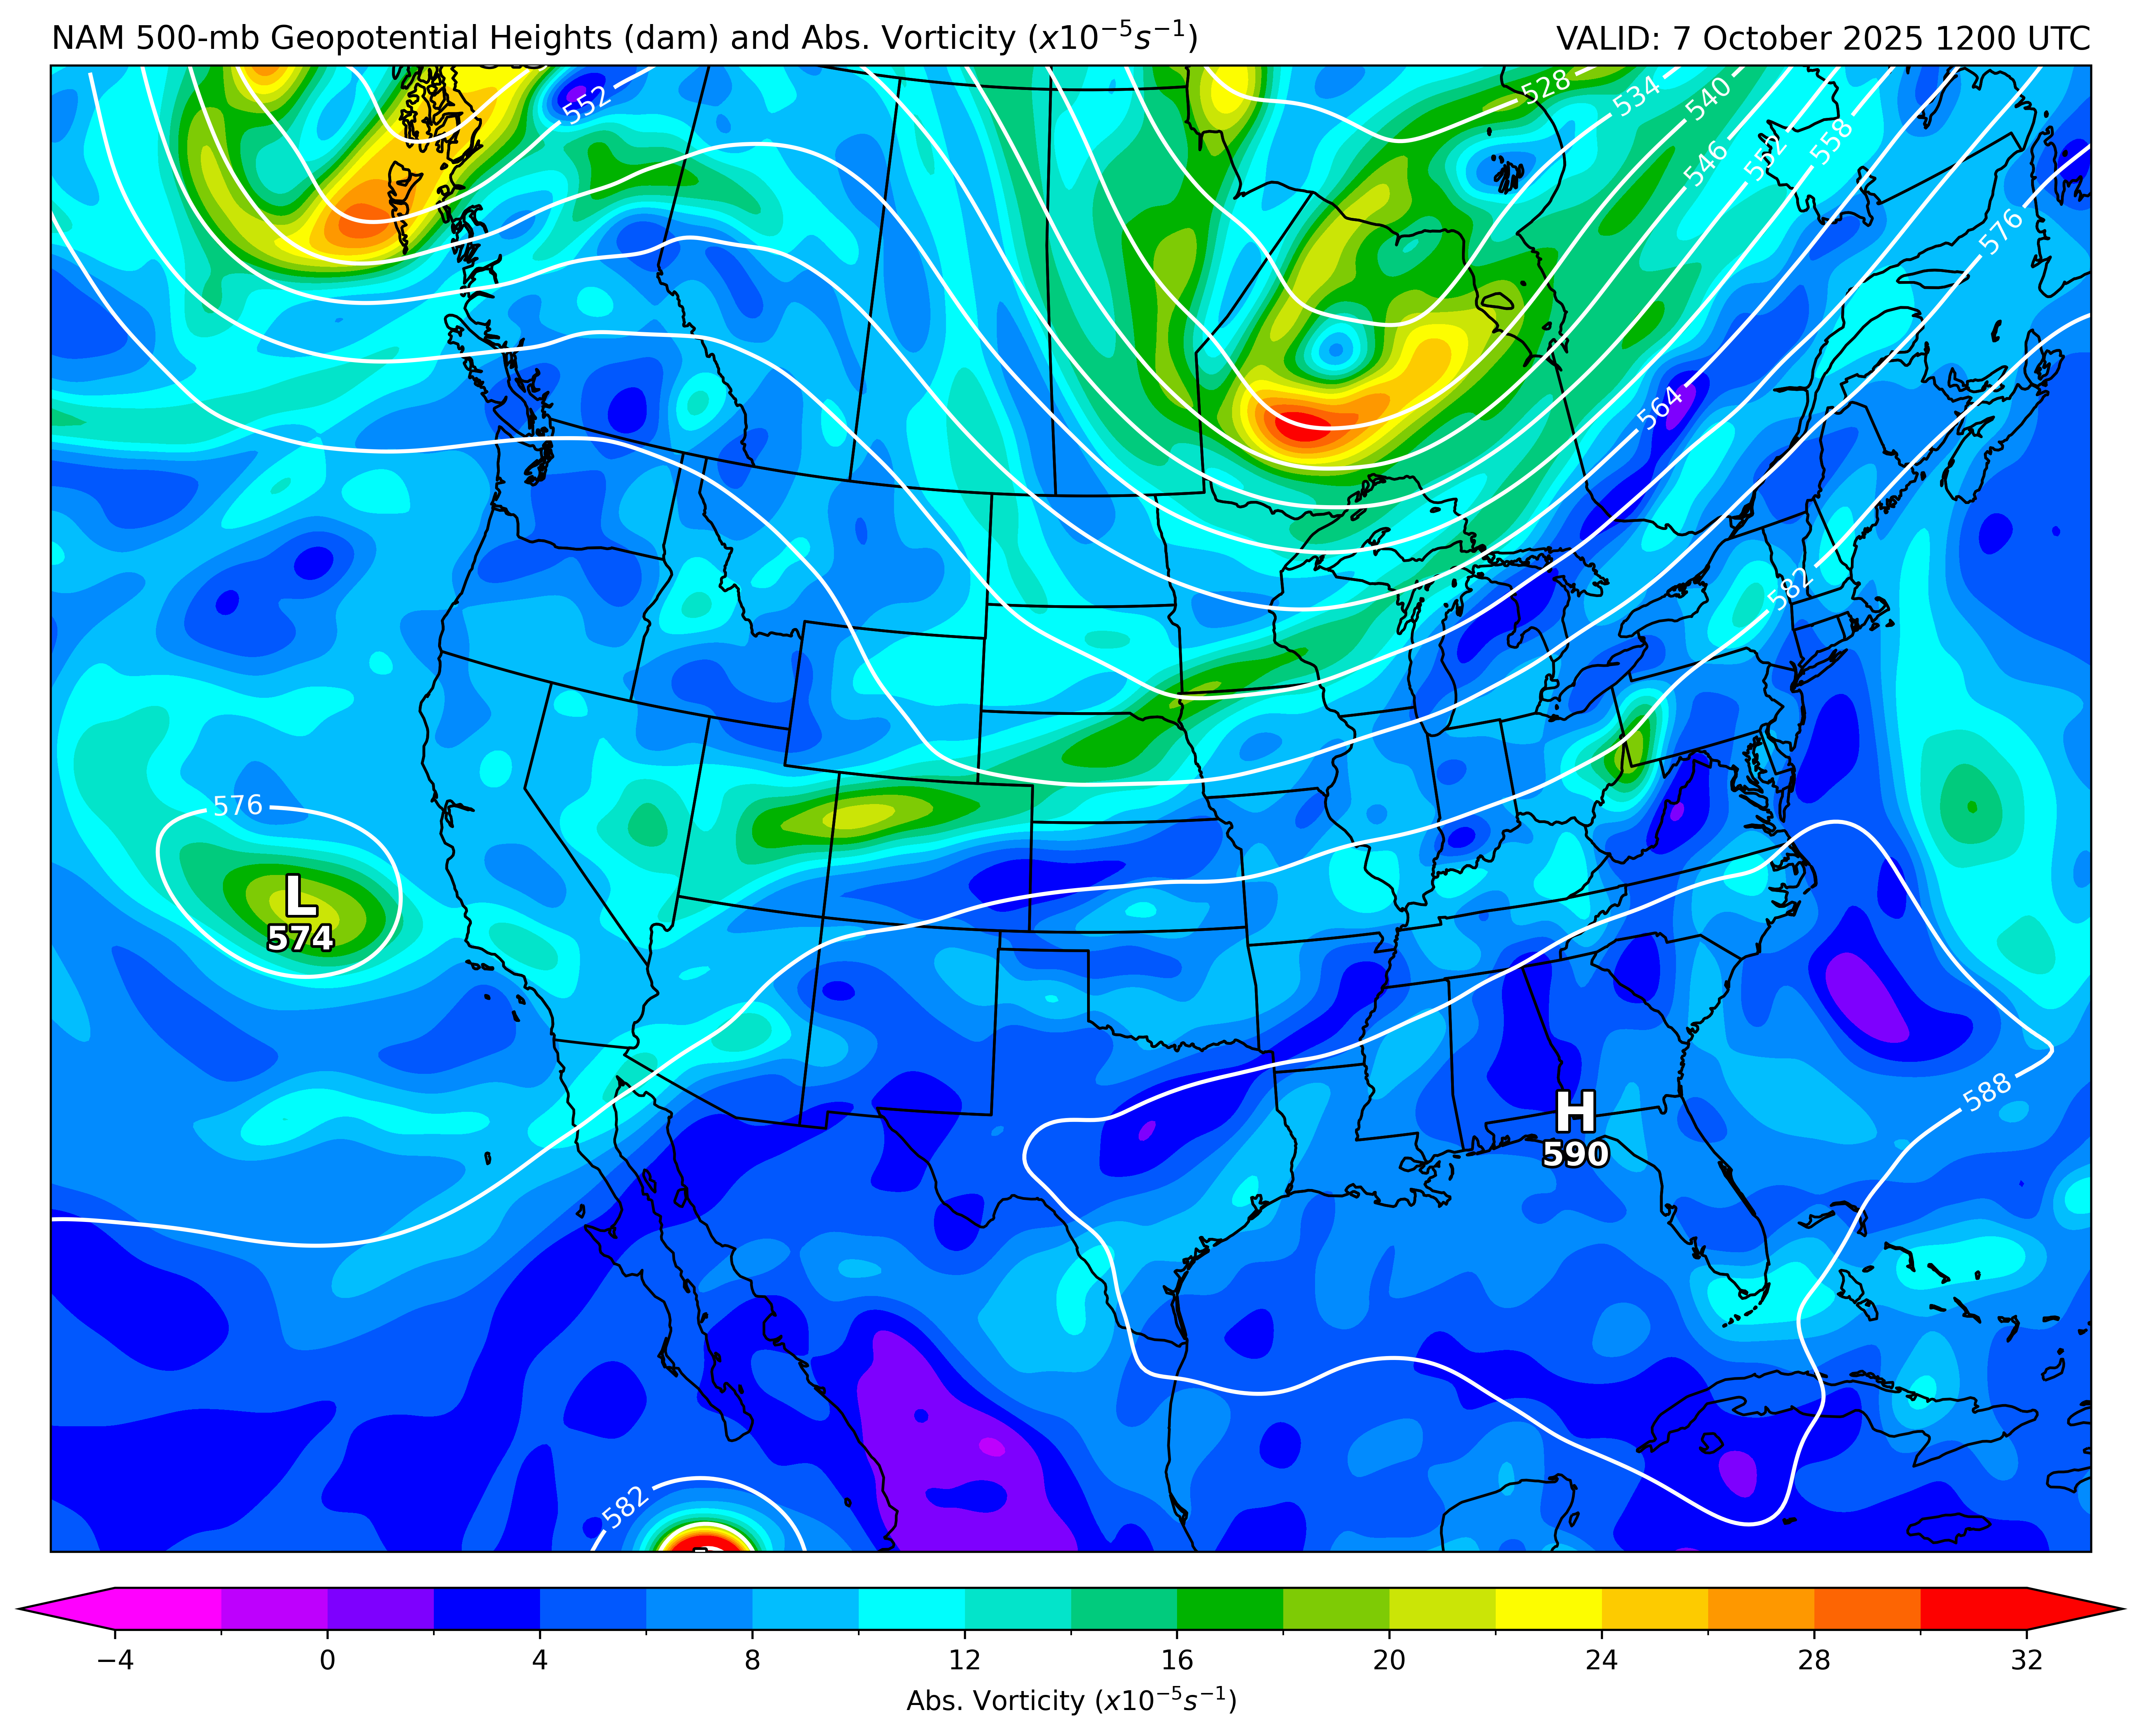 NAM 500-mb Geopotential Heights (dam) and Abs. Vorticity (x10⁻⁵s⁻¹)
VALID: 7 October 2025 1200 UTC
552
528
534
540
546
552
558
576
564
582
576
L
574
H
590
588
582
−4 0 4 8 12 16 20 24 28 32
Abs. Vorticity (x10⁻⁵s⁻¹)